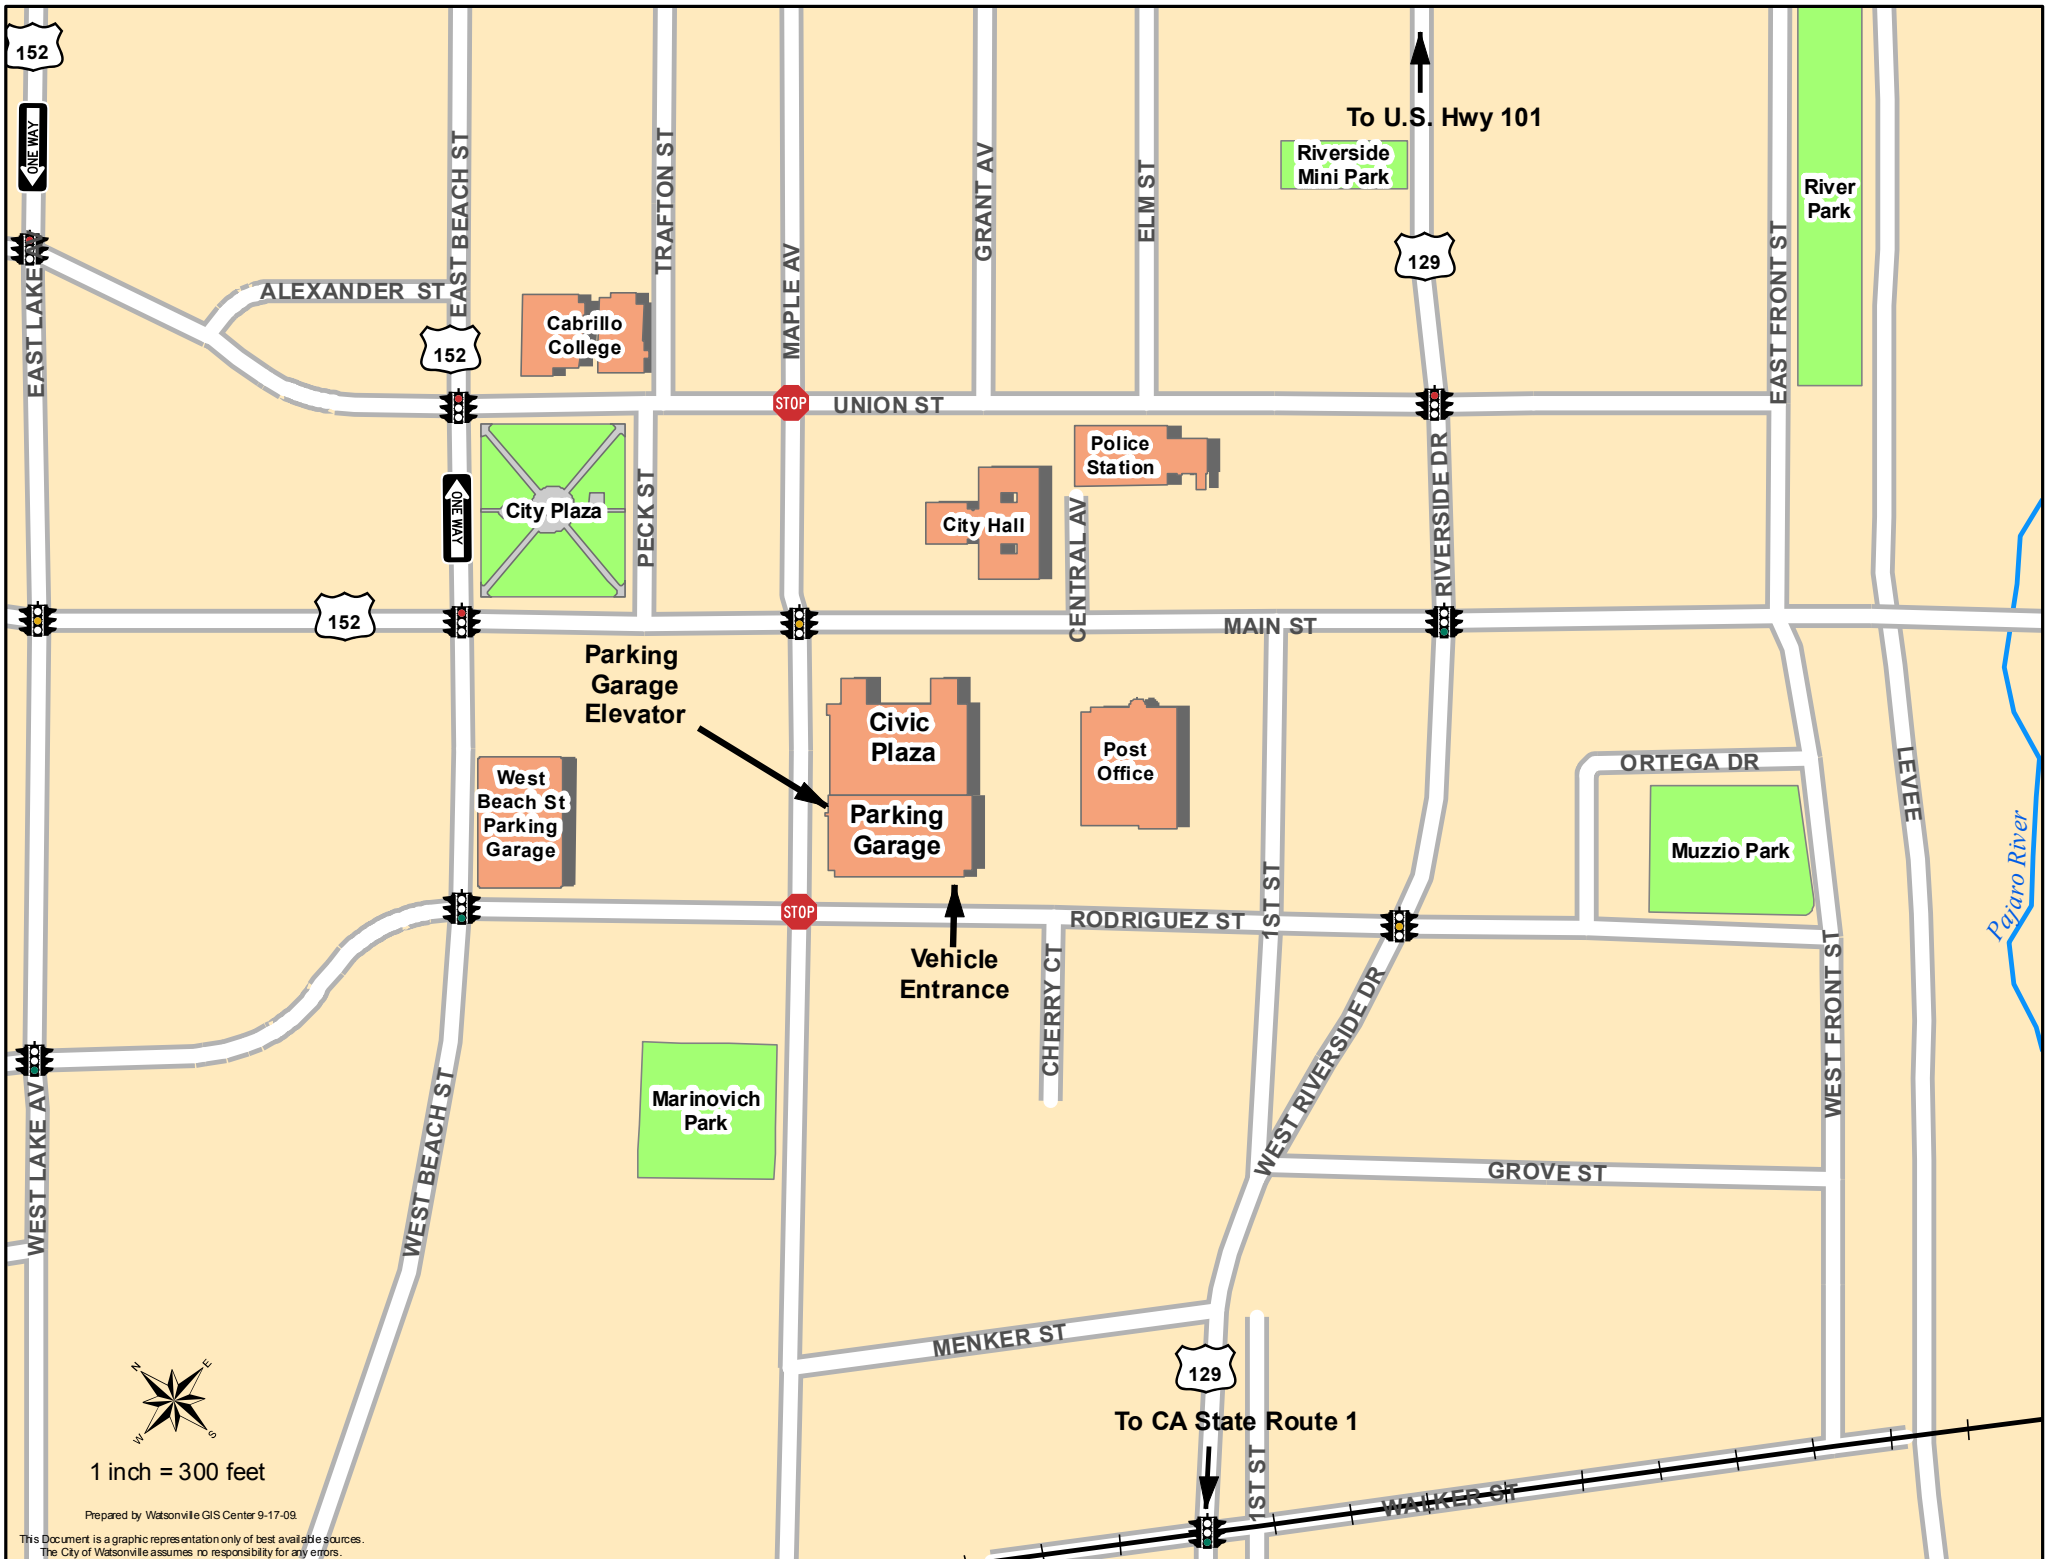 152
ONE WAY
EAST LAKE AV
ALEXANDER ST
EAST BEACH ST
152
TRAFTON ST
MAPLE AV
GRANT AV
ELM ST
To U.S. Hwy 101
Riverside
Mini Park
129
EAST FRONT ST
River
Park
Cabrillo
College
STOP
UNION ST
City Plaza
ONE WAY
PECK ST
City Hall
Police
Station
CENTRAL AV
RIVERSIDE DR
152
MAIN ST
Parking
Garage
Elevator
Civic
Plaza
Parking
Garage
Post
Office
West
Beach St
Parking
Garage
1ST ST
ORTEGA DR
Muzzio Park
LEVEE
Pajaro River
STOP
RODRIGUEZ ST
Vehicle
Entrance
CHERRY CT
WEST RIVERSIDE DR
WEST FRONT ST
WEST LAKE AV
WEST BEACH ST
Marinovich
Park
GROVE ST
MENKER ST
129
To CA State Route 1
1ST ST
WALKER ST
N
E
W
S
1 inch = 300 feet
Prepared by Watsonville GIS Center 9-17-09.
This Document is a graphic representation only of best available sources.
The City of Watsonville assumes no responsibility for any errors.